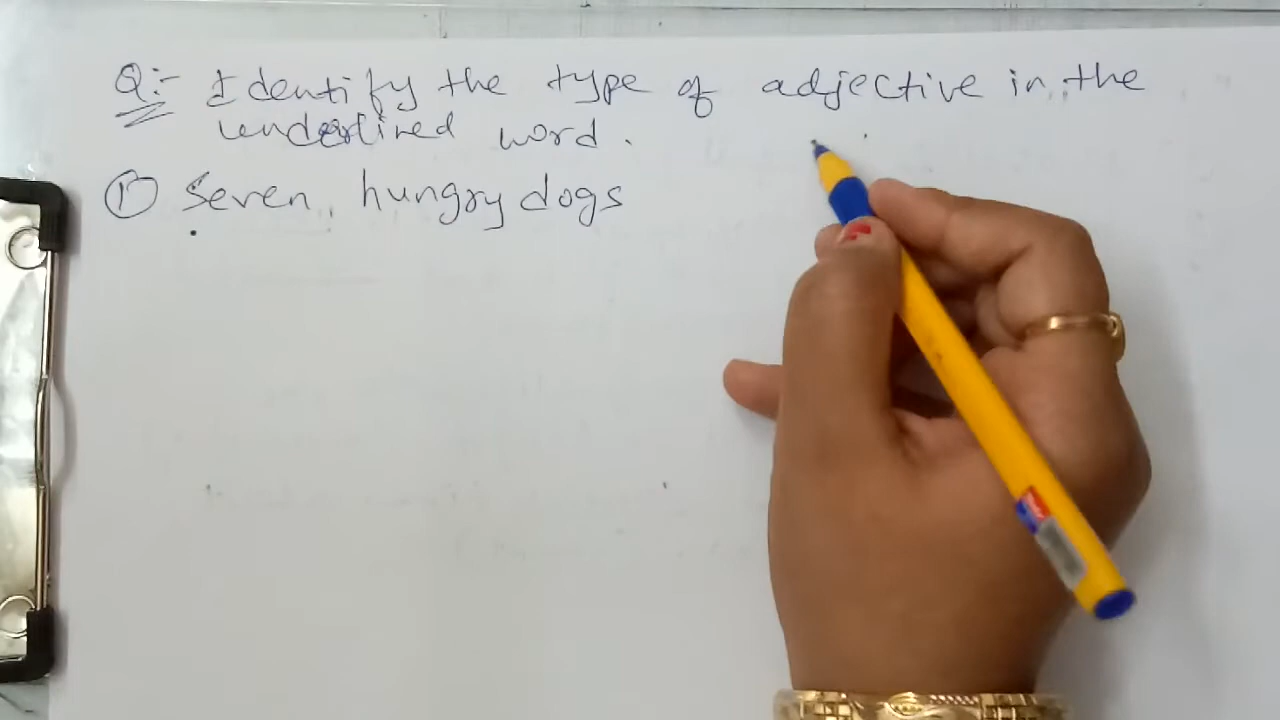 Q:- Identify the type of adjective in the
underlined word.
① Seven hungry dogs